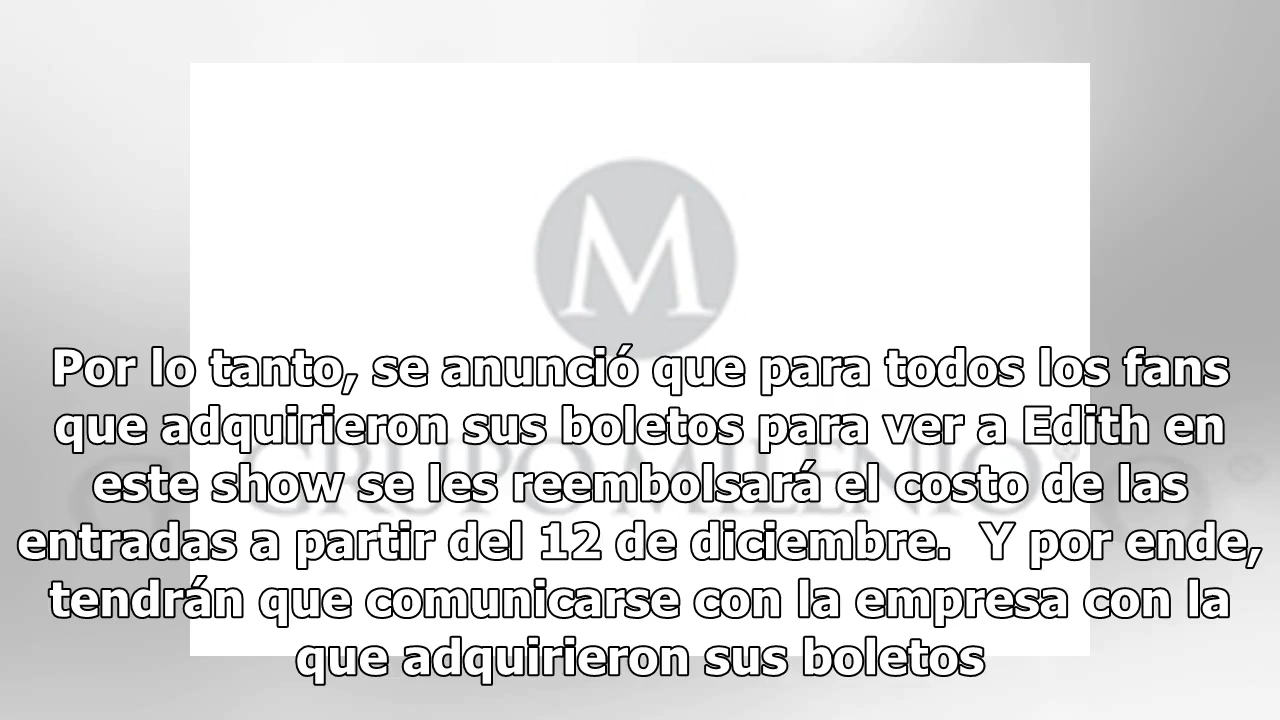 M
GRUPO MILENIO®
Por lo tanto, se anunció que para todos los fans
que adquirieron sus boletos para ver a Edith en
este show se les reembolsará el costo de las
entradas a partir del 12 de diciembre.  Y por ende,
tendrán que comunicarse con la empresa con la
que adquirieron sus boletos